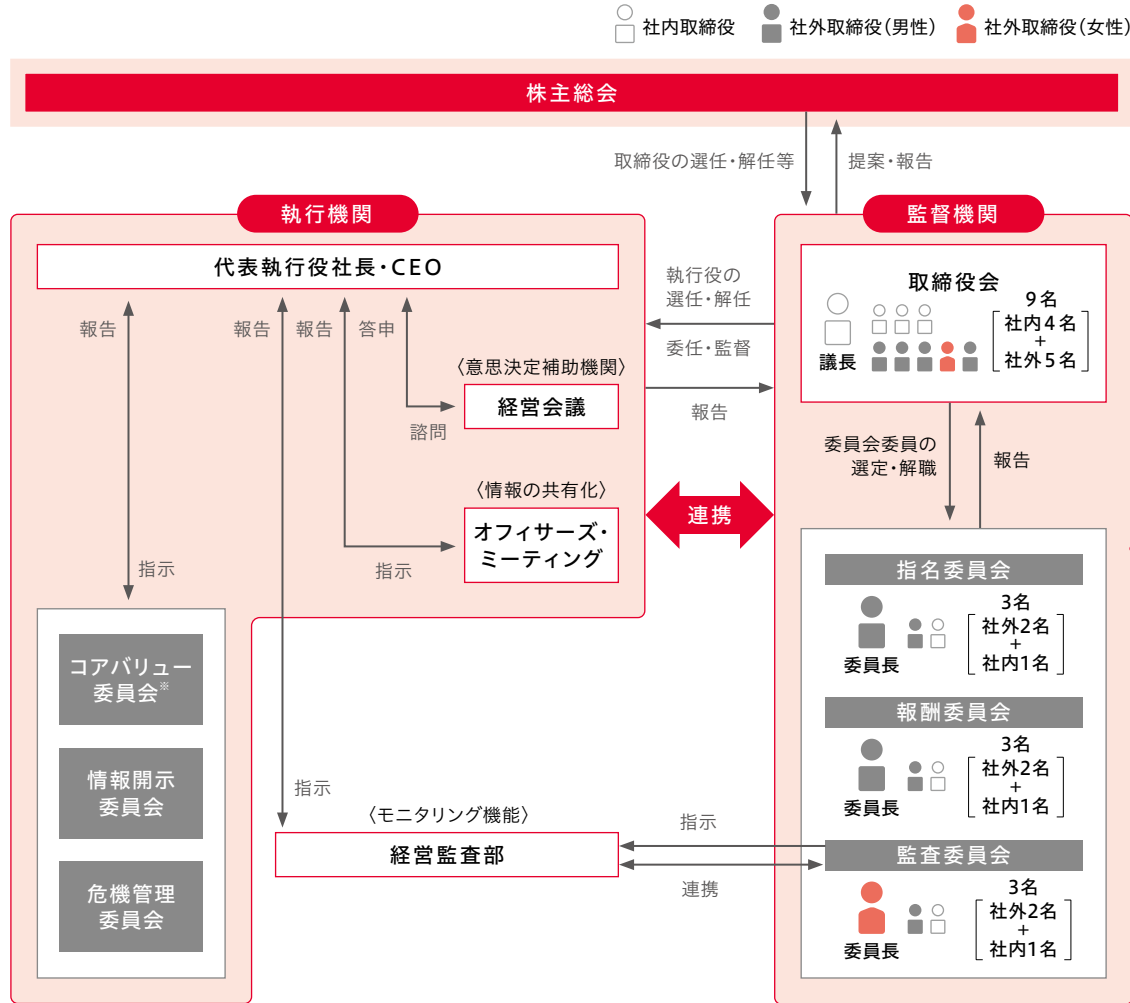 社内取締役
社外取締役(男性)
社外取締役(女性)
株主総会
取締役の選任・解任等
提案・報告
執行機関
監督機関
代表執行役社長・CEO
報告
報告
報告
答申
〈意思決定補助機関〉
経営会議
諮問
〈情報の共有化〉
オフィサーズ・
ミーティング
指示
指示
コアバリュー
委員会※
情報開示
委員会
危機管理
委員会
指示
〈モニタリング機能〉
経営監査部
執行役の
選任・解任
委任・監督
報告
連携
指示
連携
取締役会
議長
9名
社内4名
+
社外5名
委員会委員の
選定・解職
報告
指名委員会
委員長
3名
社外2名
+
社内1名
報酬委員会
委員長
3名
社外2名
+
社内1名
監査委員会
委員長
3名
社外2名
+
社内1名